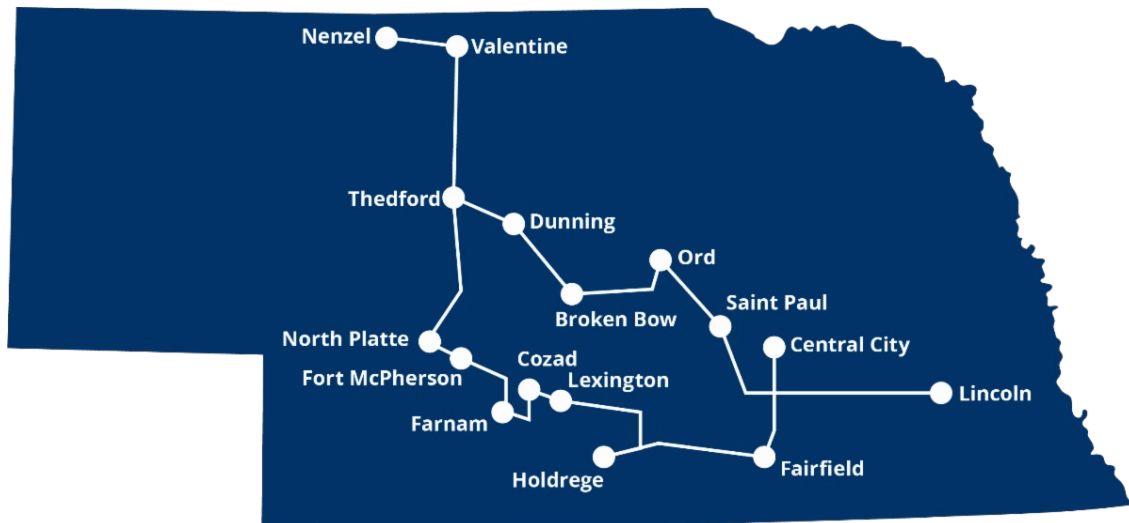 Nenzel
Valentine
Thedford
Dunning
Ord
Broken Bow
Saint Paul
North Platte
Central City
Cozad
Fort McPherson
Lexington
Lincoln
Farnam
Holdrege
Fairfield